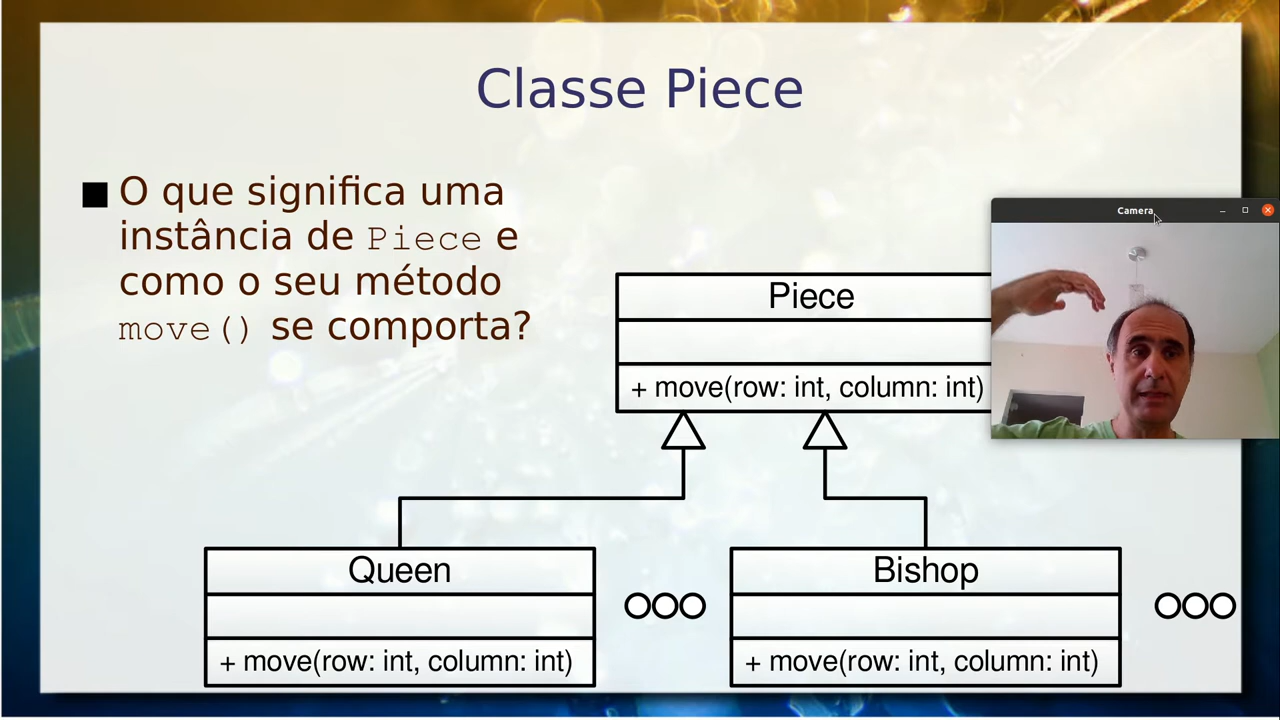 Classe Piece
O que significa uma
instância de Piece e
como o seu método
move() se comporta?
Camera
Piece
+ move(row: int, column: int)
Queen
+ move(row: int, column: int)
Bishop
+ move(row: int, column: int)